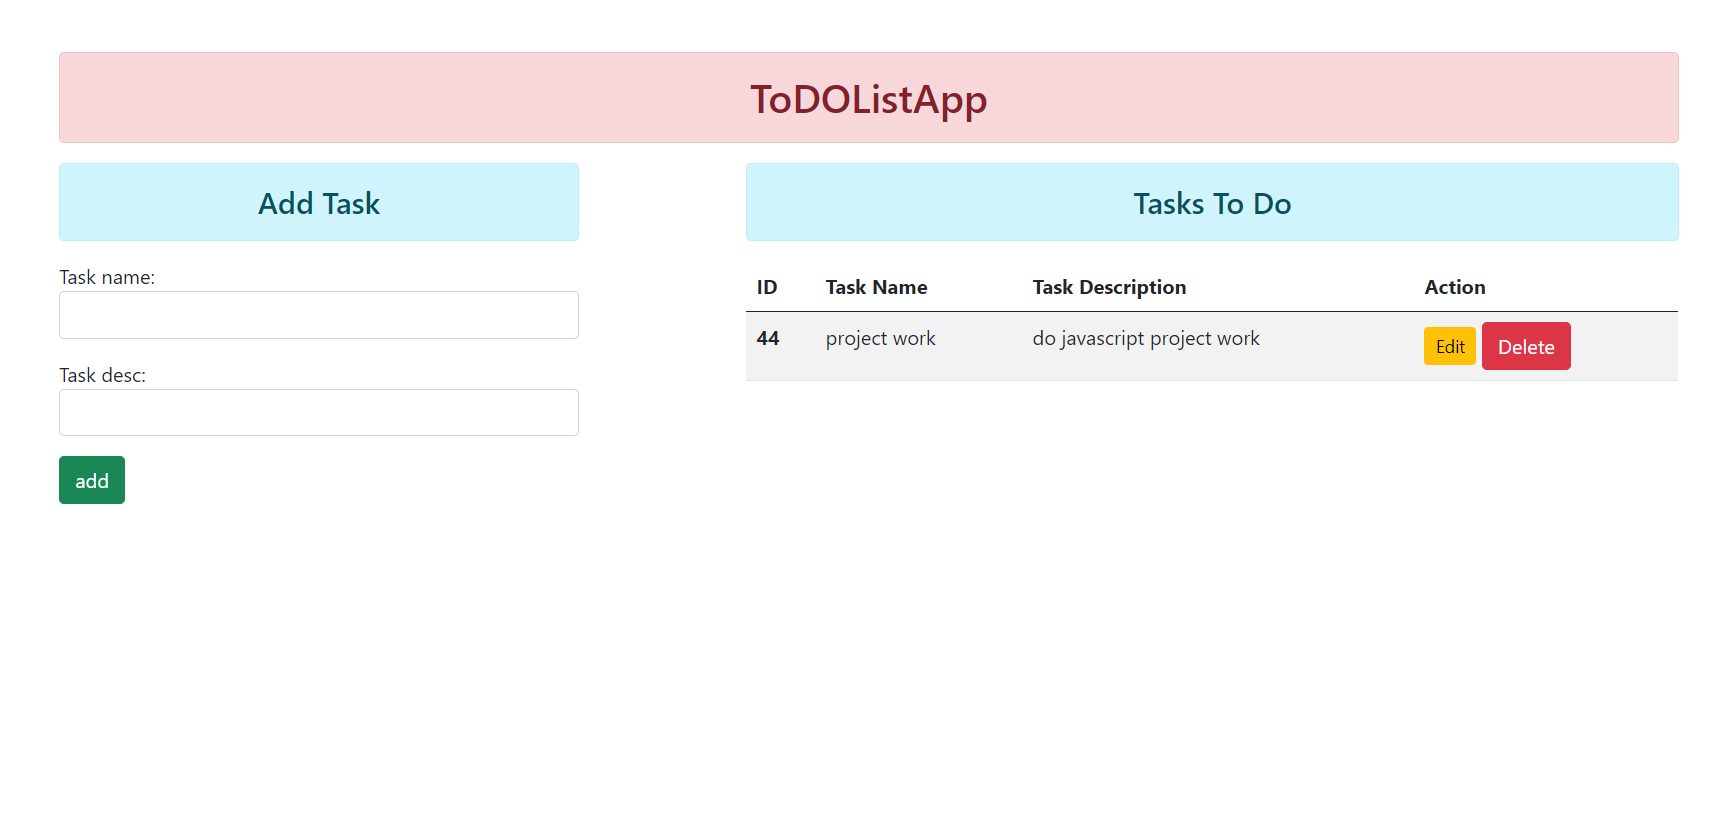 ToDOListApp
Add Task
Task name:
Task desc:
add
Tasks To Do
ID Task Name Task Description Action
44 project work do javascript project work Edit Delete